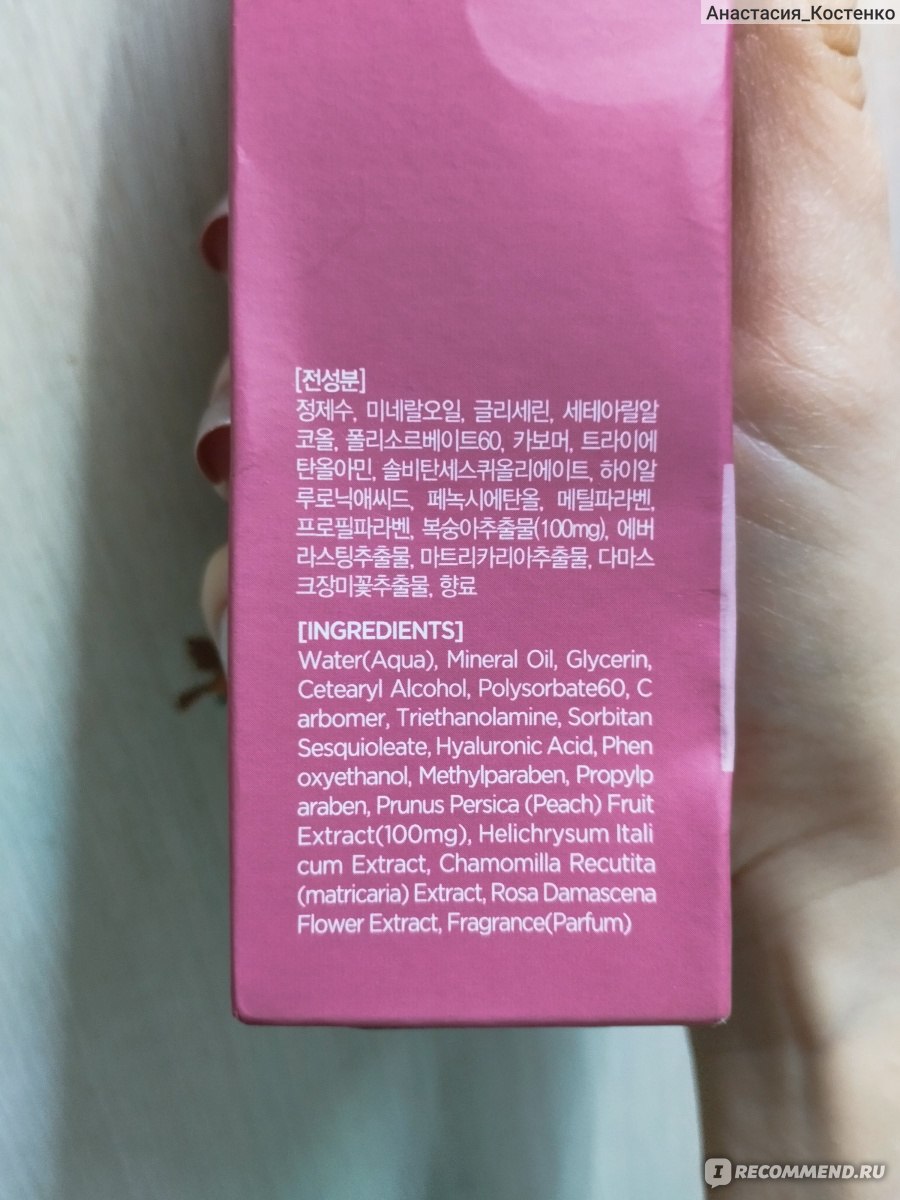 Анастасия_Костенко
[전성분]
정제수, 미네랄오일, 글리세린, 세테아릴알
코올, 폴리소르베이트60, 카보머, 트라이에
탄올아민, 솔비탄세스퀴올리에이트, 하이알
루로닉애씨드, 페녹시에탄올, 메틸파라벤,
프로필파라벤, 복숭아추출물(100mg), 에버
라스팅추출물, 마트리카리아추출물, 다마스
크장미꽃추출물, 향료
[INGREDIENTS]
Water(Aqua), Mineral Oil, Glycerin,
Cetearyl Alcohol, Polysorbate60, C
arbomer, Triethanolamine, Sorbitan
Sesquioleate, Hyaluronic Acid, Phen
oxyethanol, Methylparaben, Propylp
araben, Prunus Persica (Peach) Fruit
Extract(100mg), Helichrysum Itali
cum Extract, Chamomilla Recutita
(matricaria) Extract, Rosa Damascena
Flower Extract, Fragrance(Parfum)
IRECOMMEND.RU